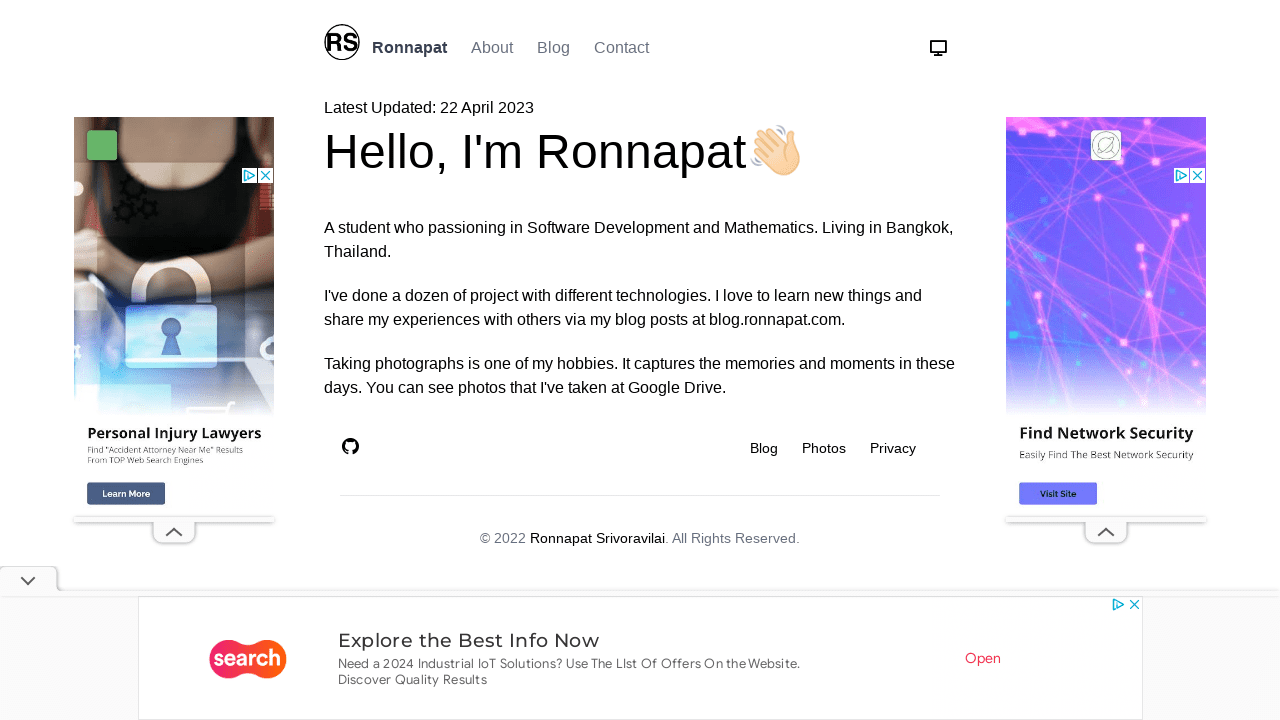 RS Ronnapat About Blog Contact
Latest Updated: 22 April 2023
Hello, I'm Ronnapat👋🏻
A student who passioning in Software Development and Mathematics. Living in Bangkok,
Thailand.
I've done a dozen of project with different technologies. I love to learn new things and
share my experiences with others via my blog posts at blog.ronnapat.com.
Taking photographs is one of my hobbies. It captures the memories and moments in these
days. You can see photos that I've taken at Google Drive.
Blog Photos Privacy
© 2022 Ronnapat Srivoravilai. All Rights Reserved.
Personal Injury Lawyers
Find "Accident Attorney Near Me" Results
From TOP Web Search Engines
Learn More
Find Network Security
Easily Find The Best Network Security
Visit Site
search
Explore the Best Info Now
Need a 2024 Industrial IoT Solutions? Use The LIst Of Offers On the Website.
Discover Quality Results
Open